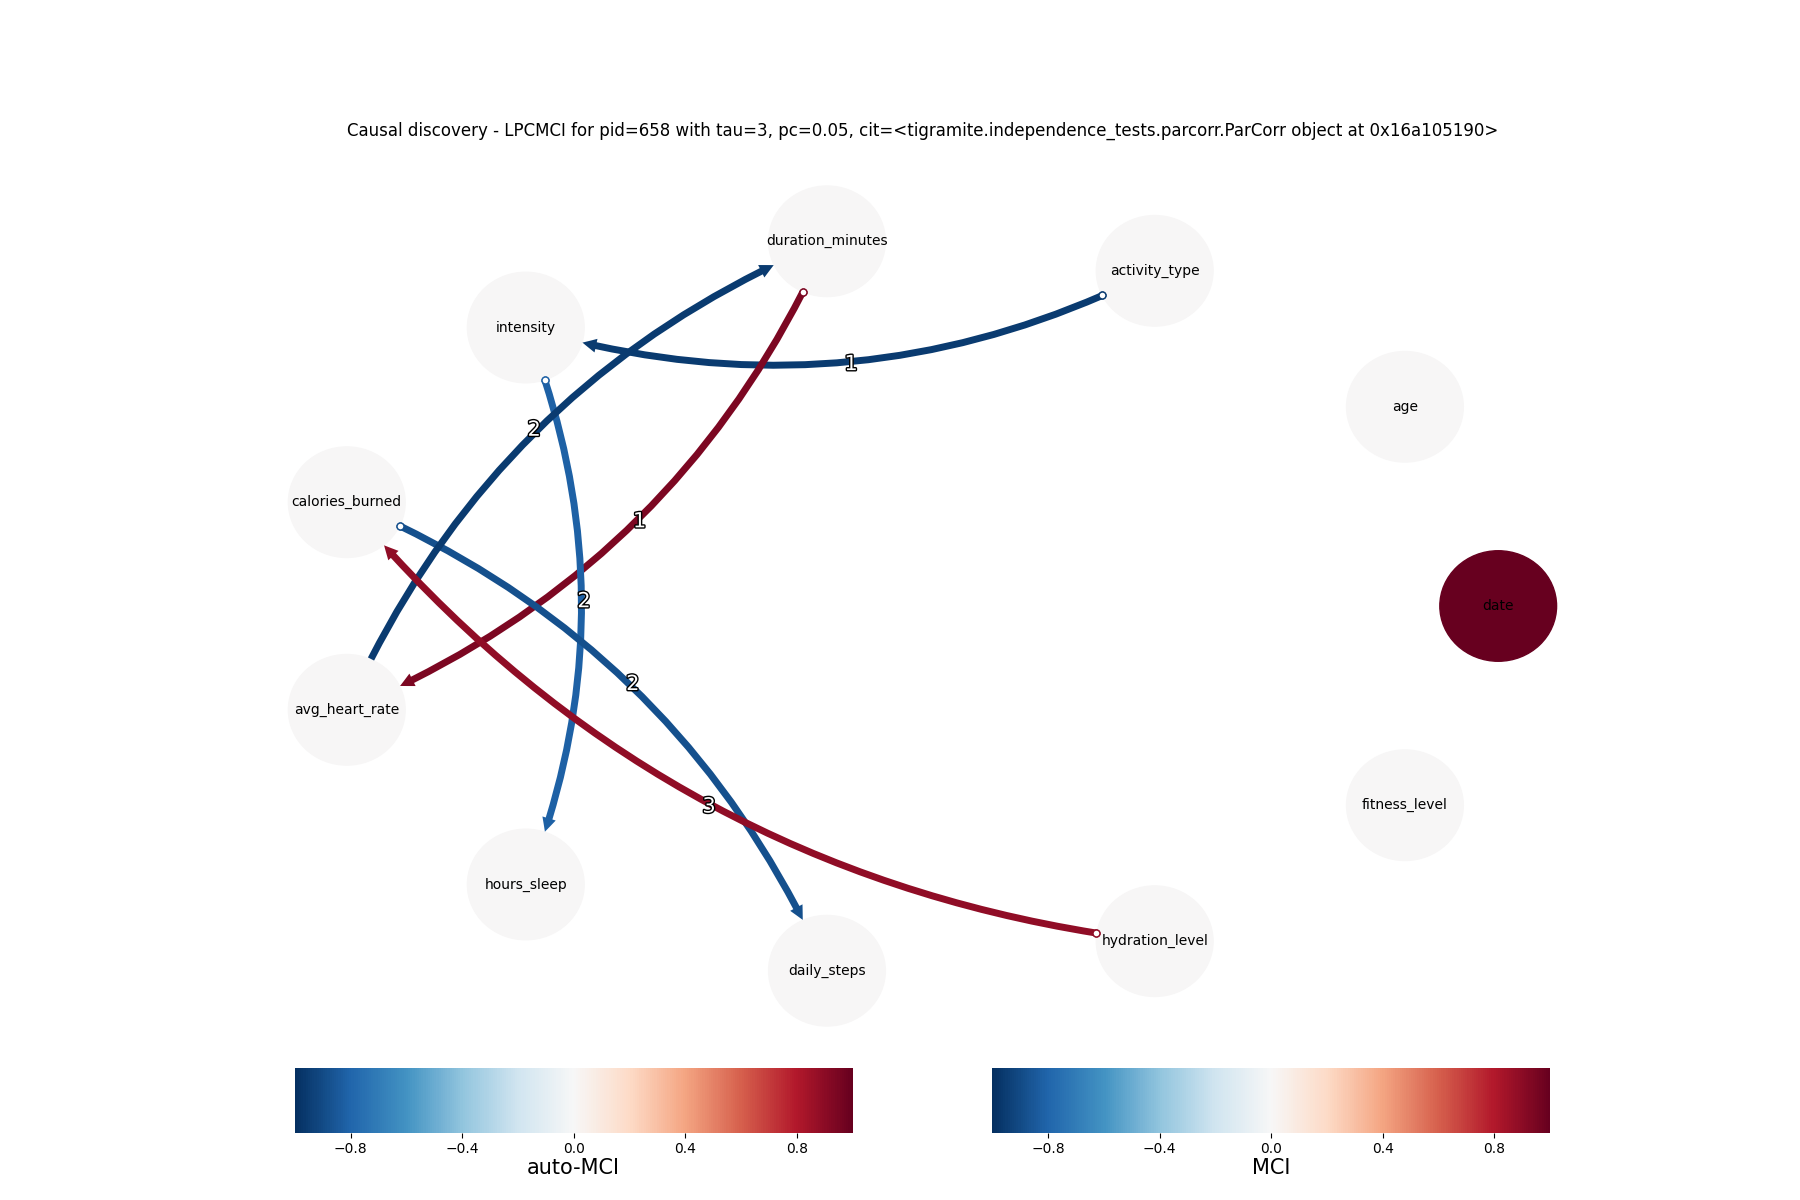 Causal discovery - LPCMCI for pid=658 with tau=3, pc=0.05, cit=<tigramite.independence_tests.parcorr.ParCorr object at 0x16a105190>
duration_minutes
activity_type
intensity
1
age
2
calories_burned
1
2
date
2
avg_heart_rate
3
fitness_level
hours_sleep
hydration_level
daily_steps
−0.8 −0.4 0.0 0.4 0.8
auto-MCI
−0.8 −0.4 0.0 0.4 0.8
MCI